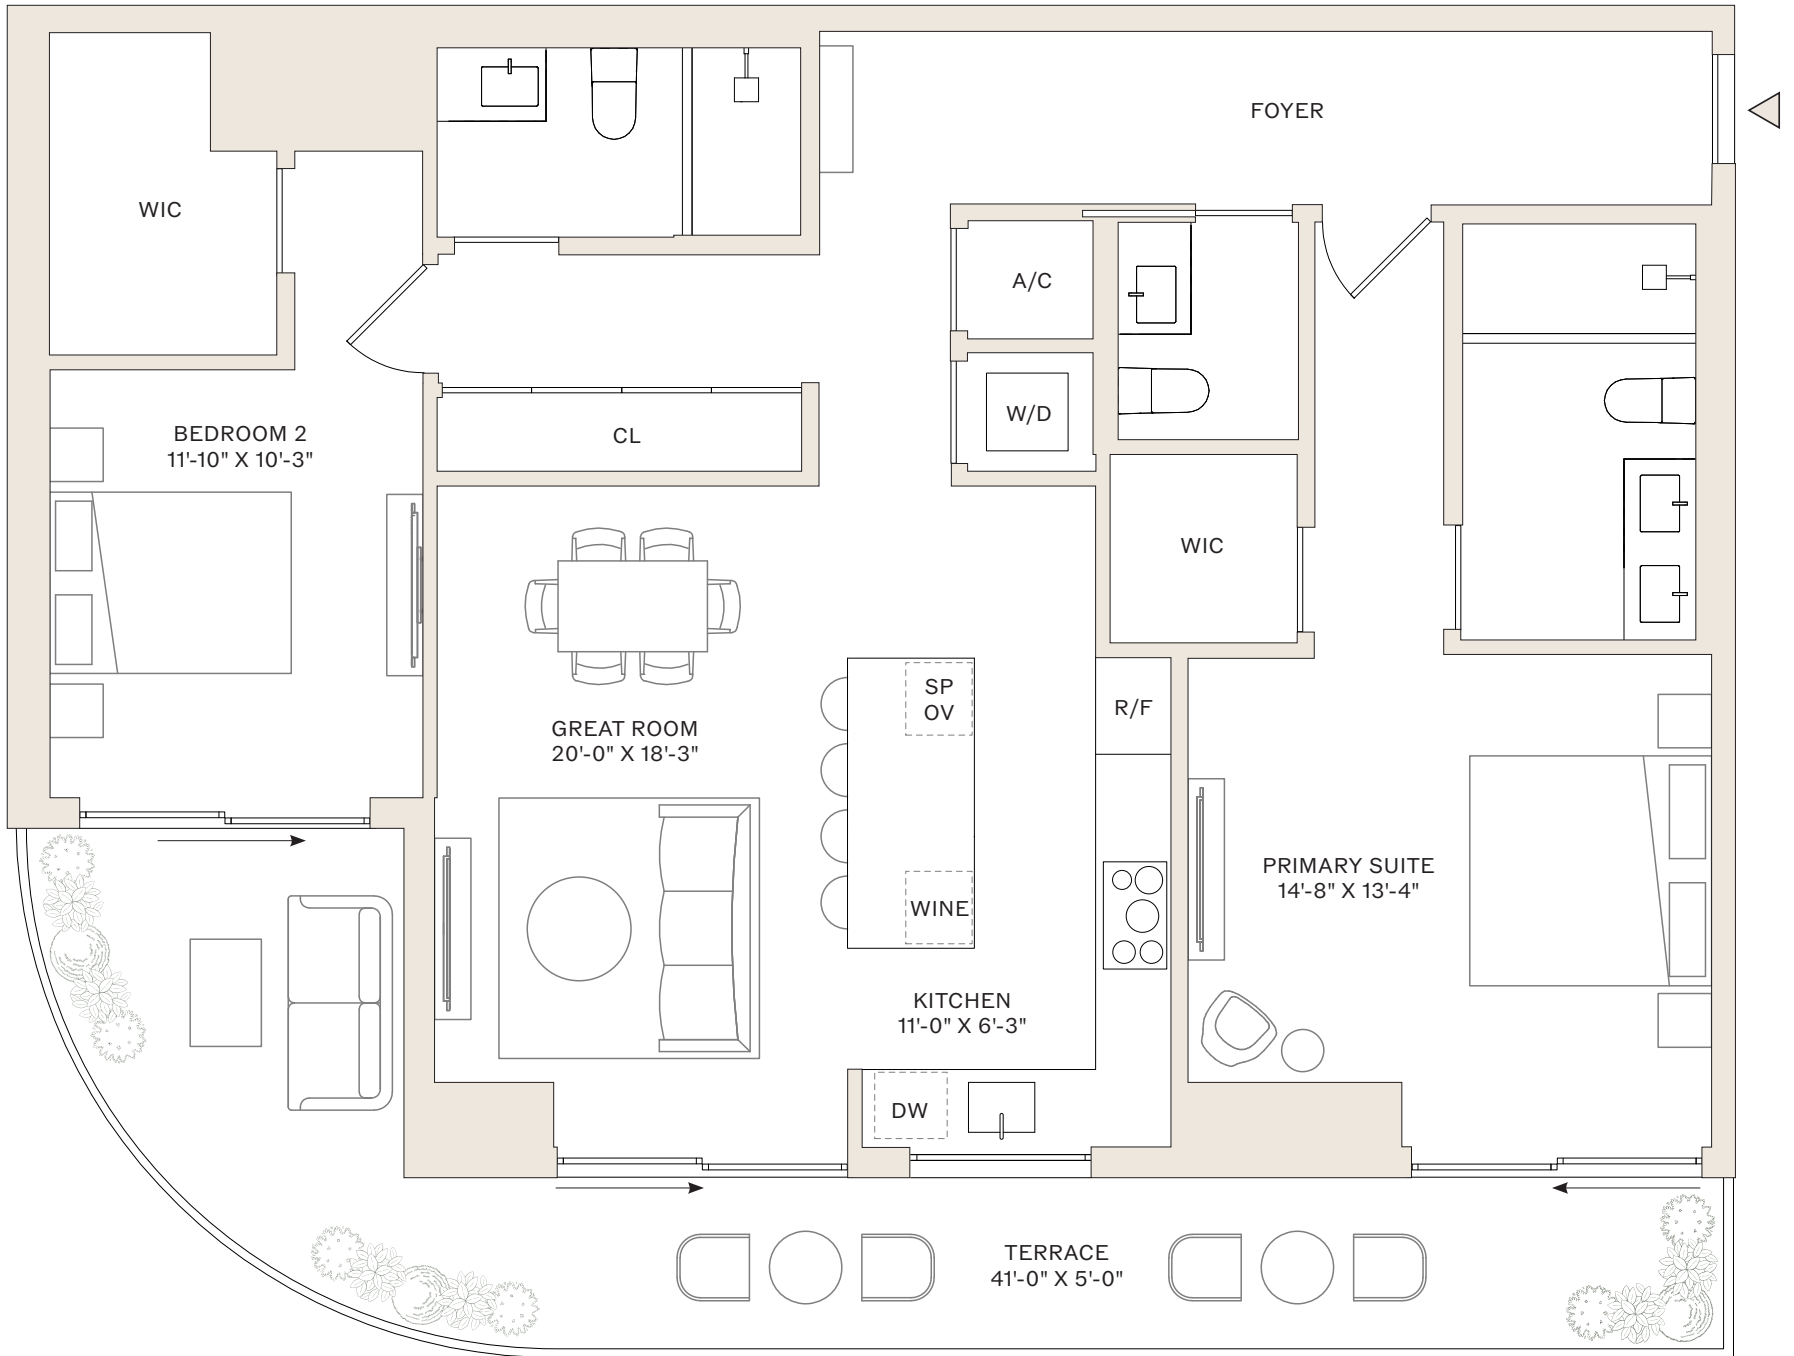 FOYER
WIC
A/C
W/D
CL
BEDROOM 2
11'-10" X 10'-3"
WIC
SP
OV
R/F
GREAT ROOM
20'-0" X 18'-3"
PRIMARY SUITE
14'-8" X 13'-4"
WINE
KITCHEN
11'-0" X 6'-3"
DW
TERRACE
41'-0" X 5'-0"